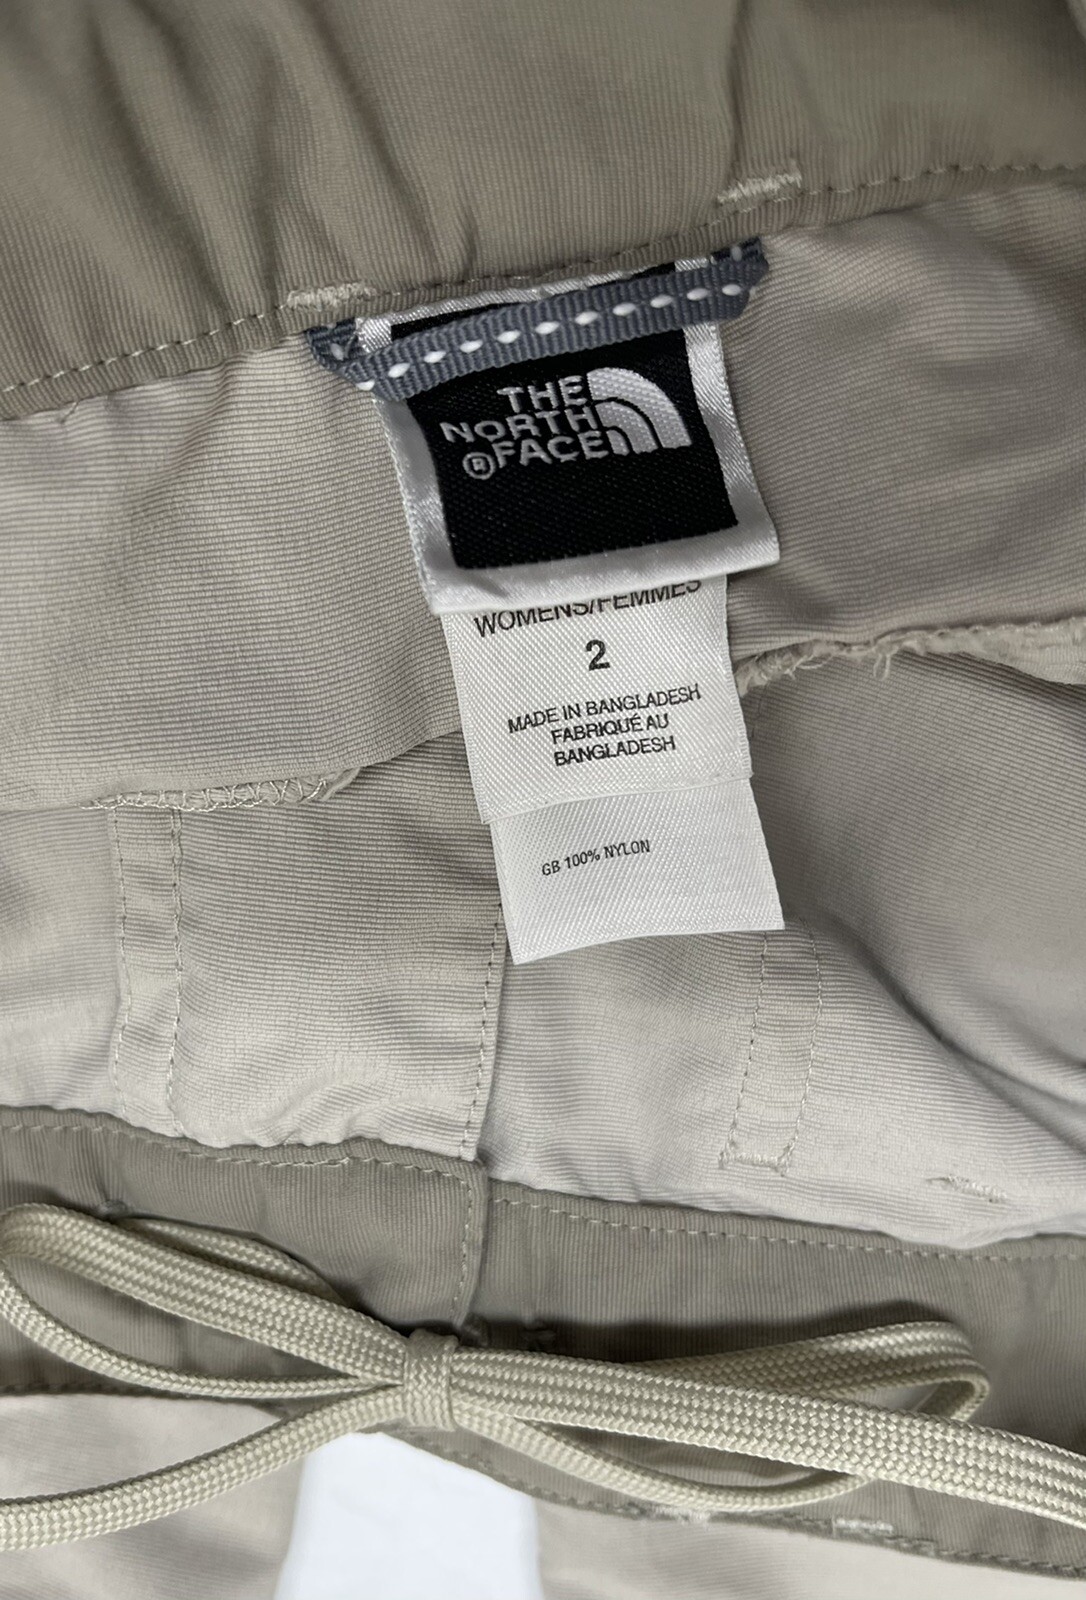 THE
NORTH
®FACE
WOMENS/FEMMES
2
MADE IN BANGLADESH
FABRIQUÉ AU
BANGLADESH
GB 100% NYLON